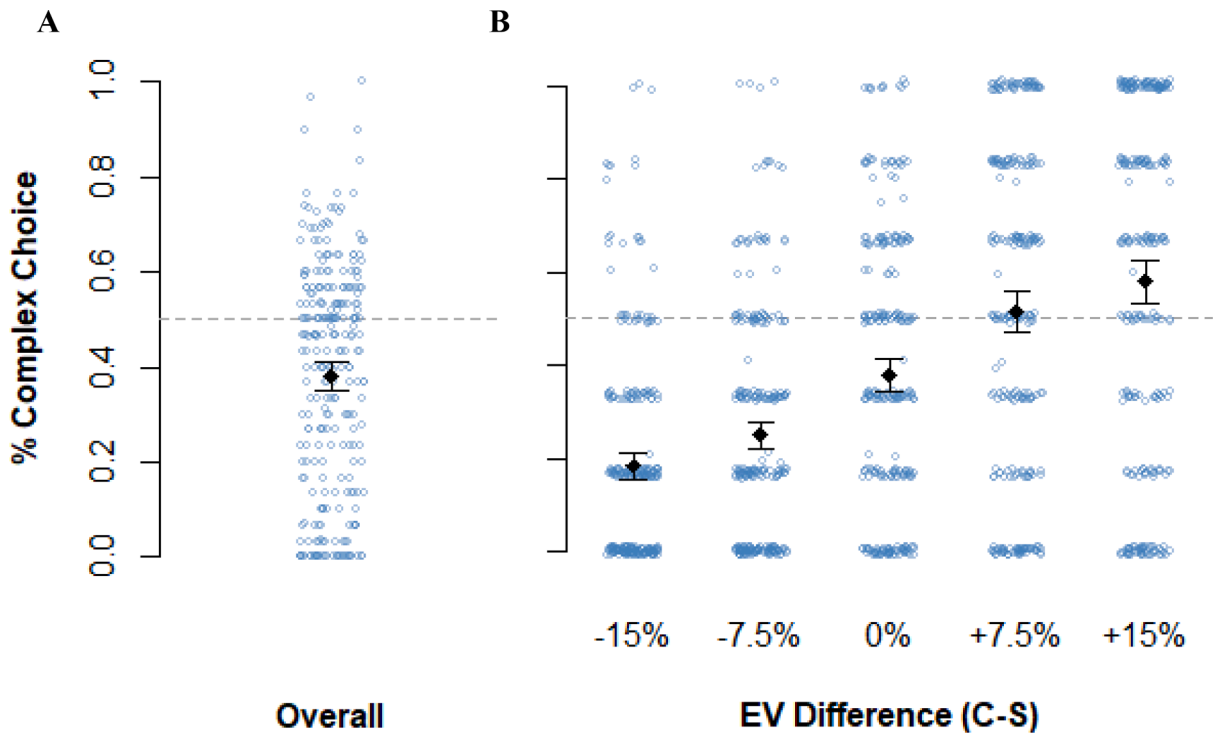 A
B
% Complex Choice
1.0
0.8
0.6
0.4
0.2
0.0
-15%
-7.5%
0%
+7.5%
+15%
Overall
EV Difference (C-S)